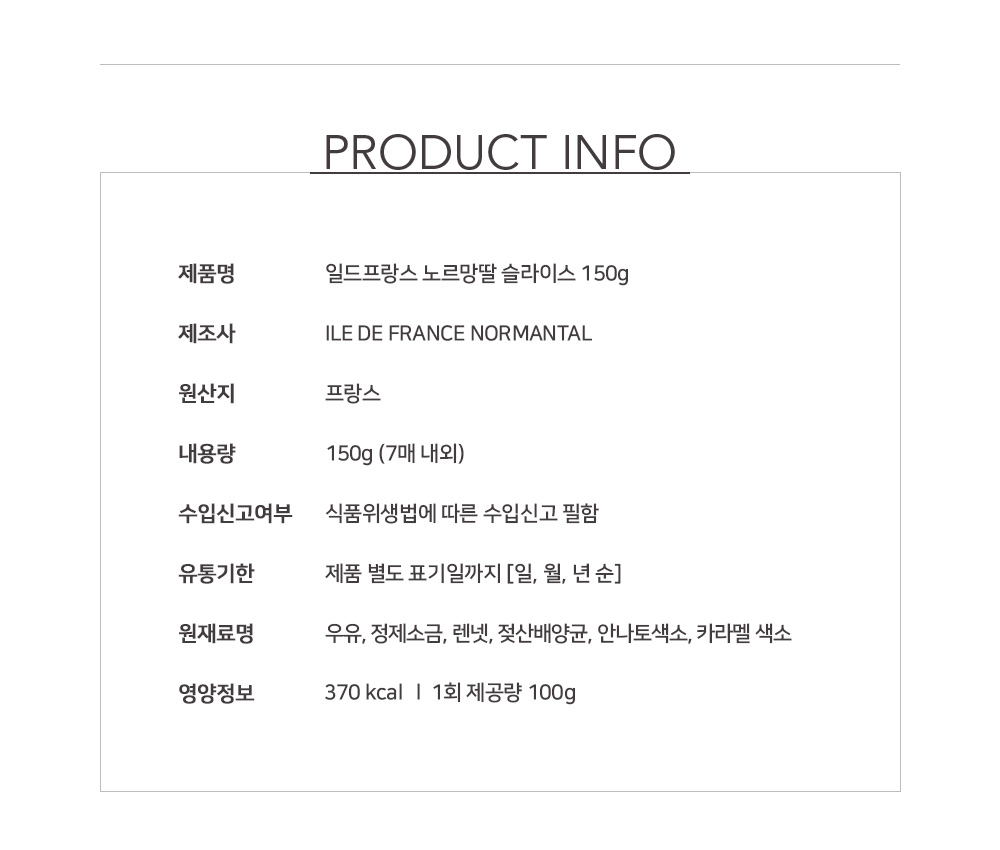 PRODUCT INFO
제품명 일드프랑스 노르망딸 슬라이스 150g
제조사 ILE DE FRANCE NORMANTAL
원산지 프랑스
내용량 150g (7매 내외)
수입신고여부 식품위생법에 따른 수입신고 필함
유통기한 제품 별도 표기일까지 [일, 월, 년 순]
원재료명 우유, 정제소금, 렌넷, 젖산배양균, 안나토색소, 카라멜 색소
영양정보 370 kcal ㅣ 1회 제공량 100g